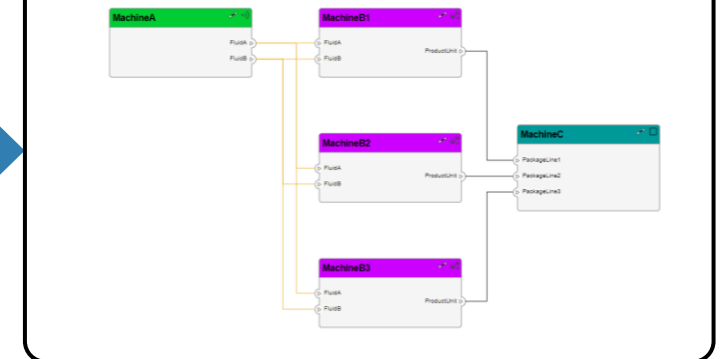 MachineA
FluidA
FluidB
MachineB1
FluidA
FluidB
ProductUnit
MachineB2
FluidA
FluidB
ProductUnit
MachineB3
FluidA
FluidB
ProductUnit
MachineC
PackageLine1
PackageLine2
PackageLine3